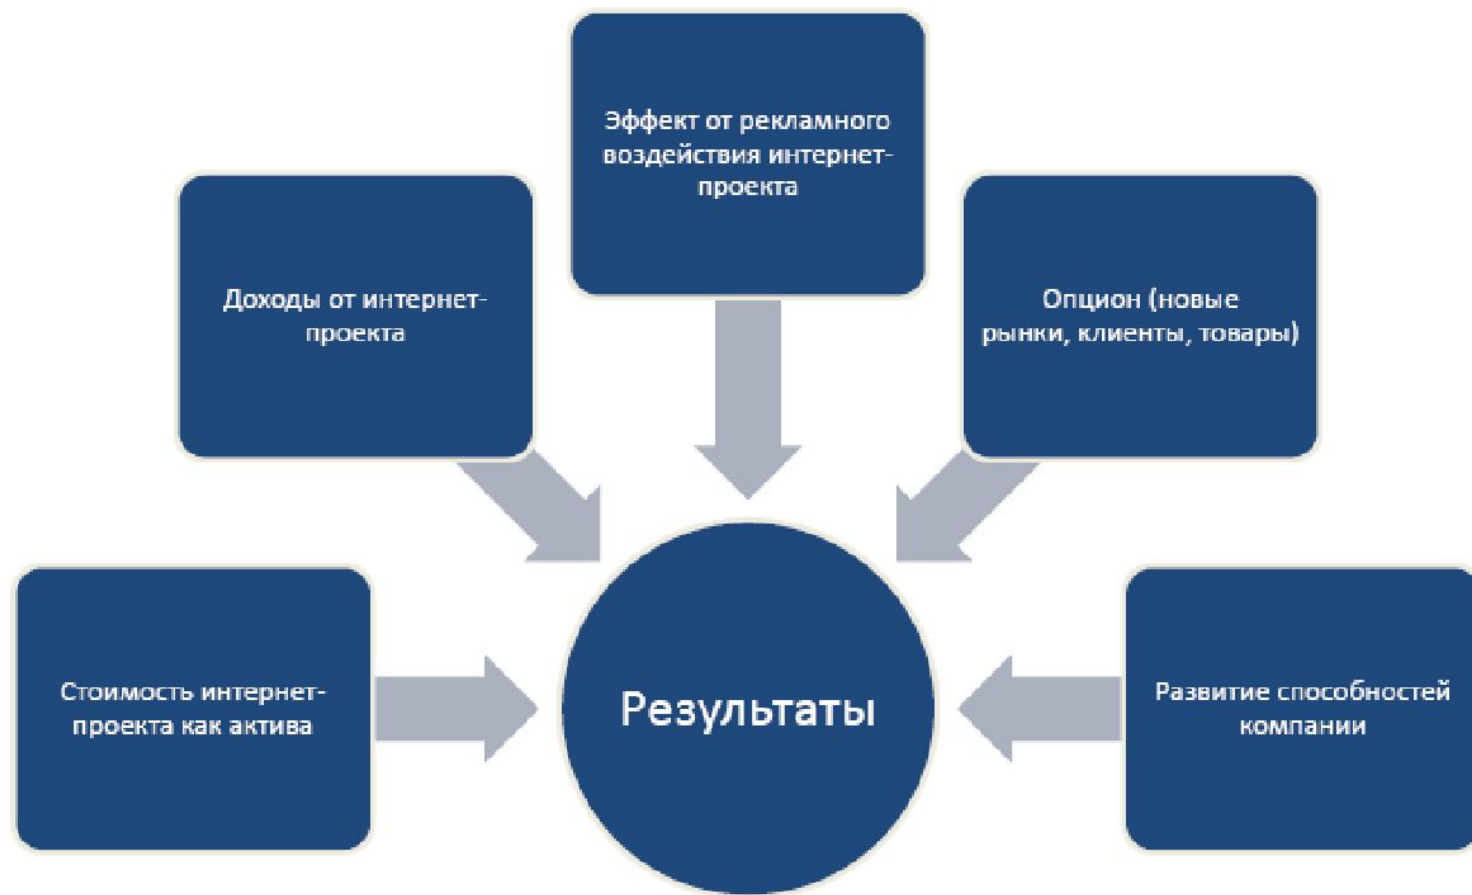 Эффект от рекламного
воздействия интернет-
проекта
Доходы от интернет-
проекта
Опцион (новые
рынки, клиенты, товары)
Стоимость интернет-
проекта как актива
Результаты
Развитие способностей
компании